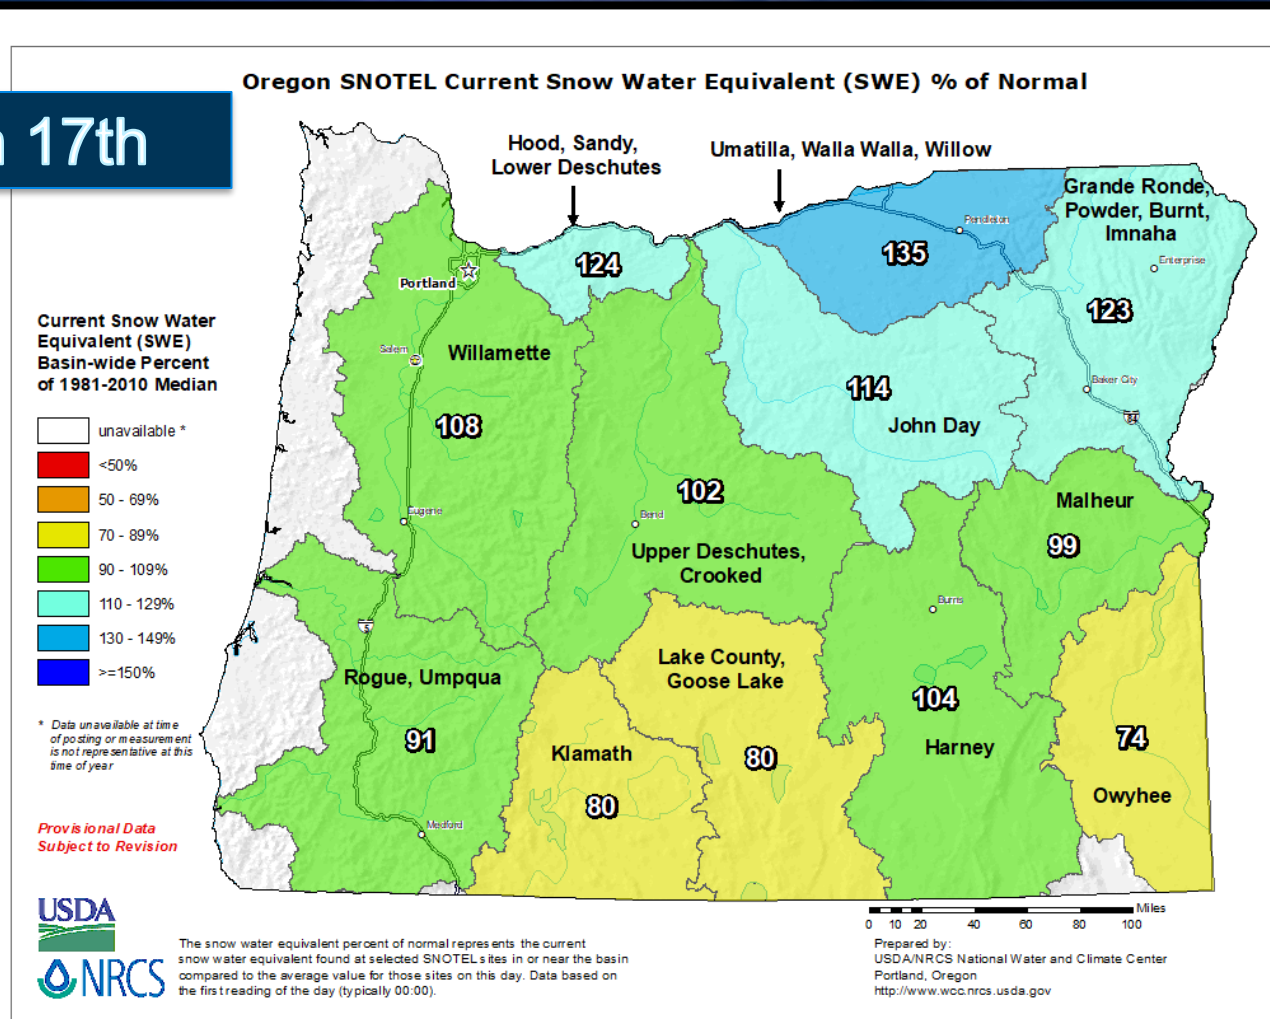 Oregon SNOTEL Current Snow Water Equivalent (SWE) % of Normal
17th
Hood, Sandy,
Lower Deschutes
Umatilla, Walla Walla, Willow
Grande Ronde,
Powder, Burnt,
Imnaha
Pendleton
Enterprise
124
135
123
Portland
Current Snow Water
Equivalent (SWE)
Basin-wide Percent
of 1981-2010 Median
Salem
Willamette
108
114
John Day
Baker City
84
unavailable *
<50%
50 - 69%
70 - 89%
90 - 109%
110 - 129%
130 - 149%
>=150%
Eugene
102
Bend
Upper Deschutes,
Crooked
Malheur
99
Burns
5
Rogue, Umpqua
91
Lake County,
Goose Lake
80
104
Harney
74
Owyhee
Klamath
80
Medford
* Data unavailable at time
of posting or measurement
is not representative at this
time of year
Provisional Data
Subject to Revision
USDA
NRCS
The snow water equivalent percent of normal represents the current
snow water equivalent found at selected SNOTEL sites in or near the basin
compared to the average value for those sites on this day. Data based on
the first reading of the day (typically 00:00).
Miles
0 10 20 40 60 80 100
Prepared by:
USDA/NRCS National Water and Climate Center
Portland, Oregon
http://www.wcc.nrcs.usda.gov